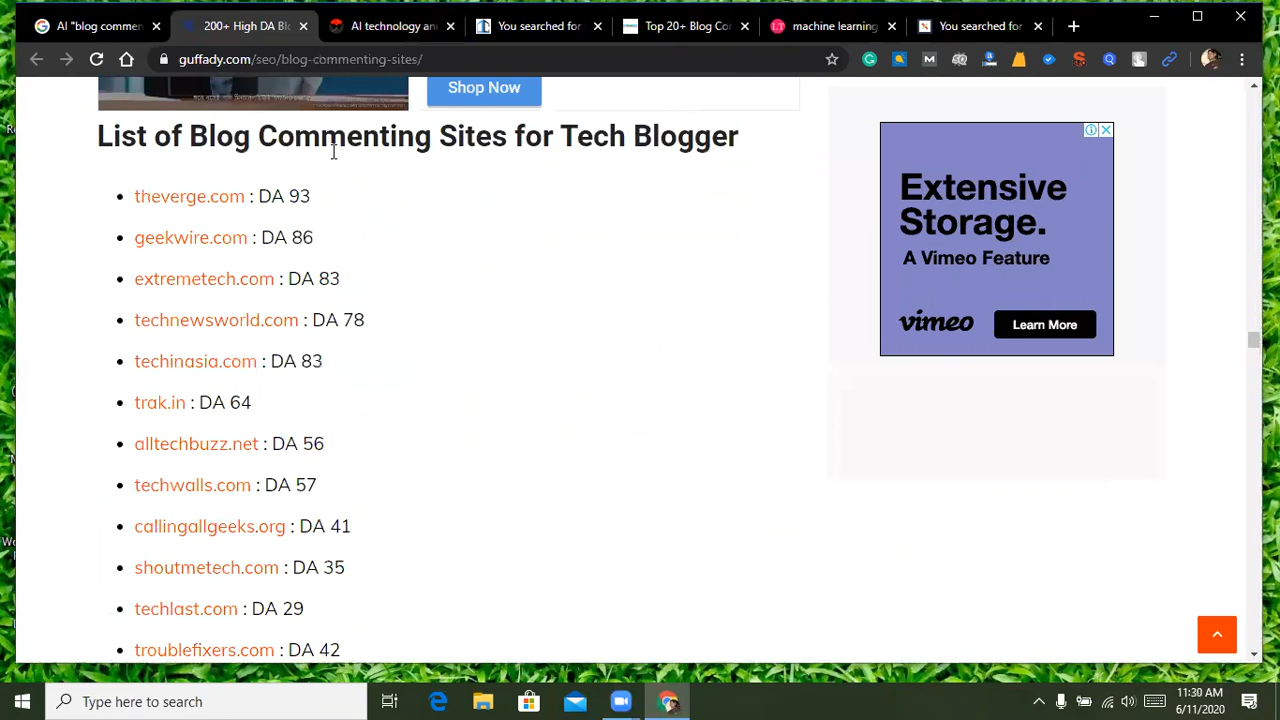 AI "blog commen
200+ High DA Blo
AI technology an
You searched for
Top 20+ Blog Co
machine learning
You searched for
guffady.com/seo/blog-commenting-sites/
Shop Now
List of Blog Commenting Sites for Tech Blogger
theverge.com : DA 93
geekwire.com : DA 86
extremetech.com : DA 83
technewsworld.com : DA 78
techinasia.com : DA 83
trak.in : DA 64
alltechbuzz.net : DA 56
techwalls.com : DA 57
callingallgeeks.org : DA 41
shoutmetech.com : DA 35
techlast.com : DA 29
troublefixers.com : DA 42
Extensive
Storage.
A Vimeo Feature
vimeo
Learn More
Type here to search
11:30 AM
6/11/2020